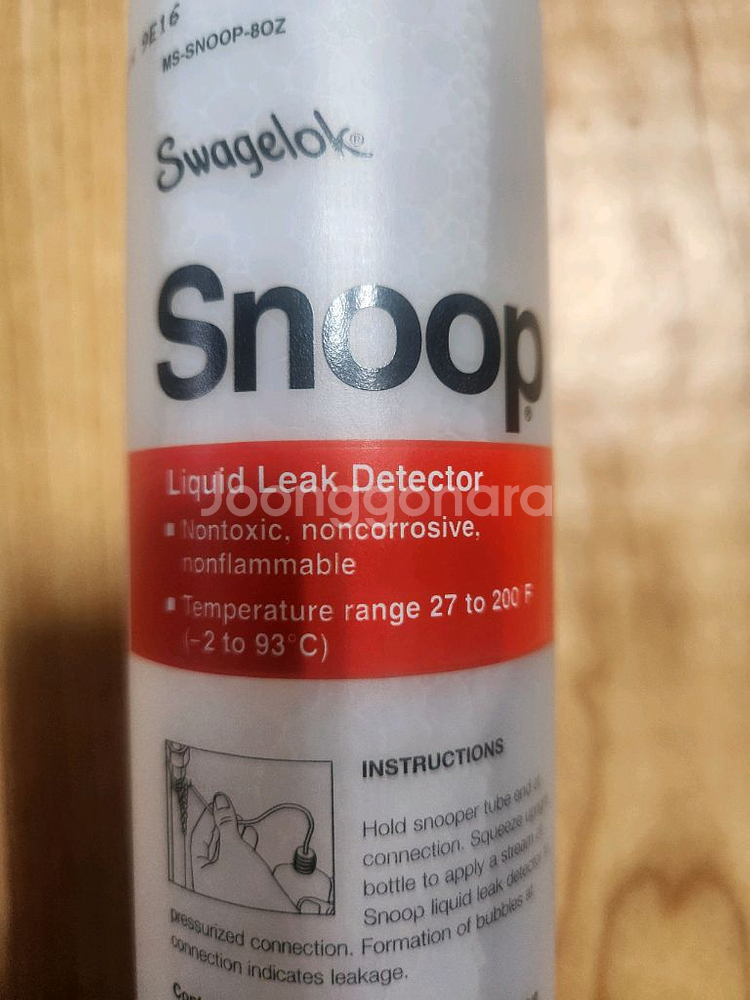 9E16
MS-SNOOP-8OZ
Swagelok®
Snoop®
Liquid Leak Detector
Joonggonara
▪ Nontoxic, noncorrosive,
nonflammable
▪ Temperature range 27 to 200 F
(-2 to 93°C)
INSTRUCTIONS
Hold snooper tube end
connection. Squeeze
bottle to apply a stream of
Snoop liquid leak
pressurized connection. Formation of bubbles at
connection indicates leakage.